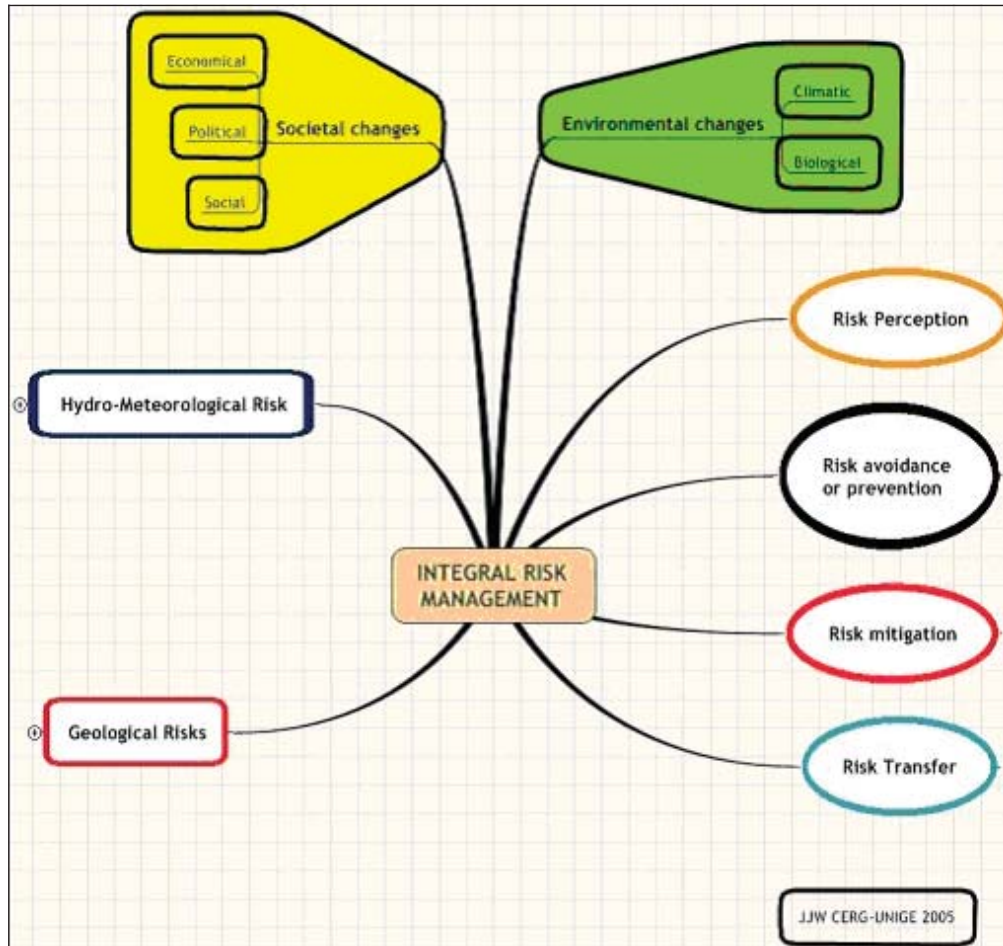 Economical
Political
Social
Societal changes
Environmental changes
Climatic
Biological
Risk Perception
Hydro-Meteorological Risk
Risk avoidance
or prevention
INTEGRAL RISK
MANAGEMENT
Risk mitigation
Geological Risks
Risk Transfer
JJW CERG-UNIGE 2005